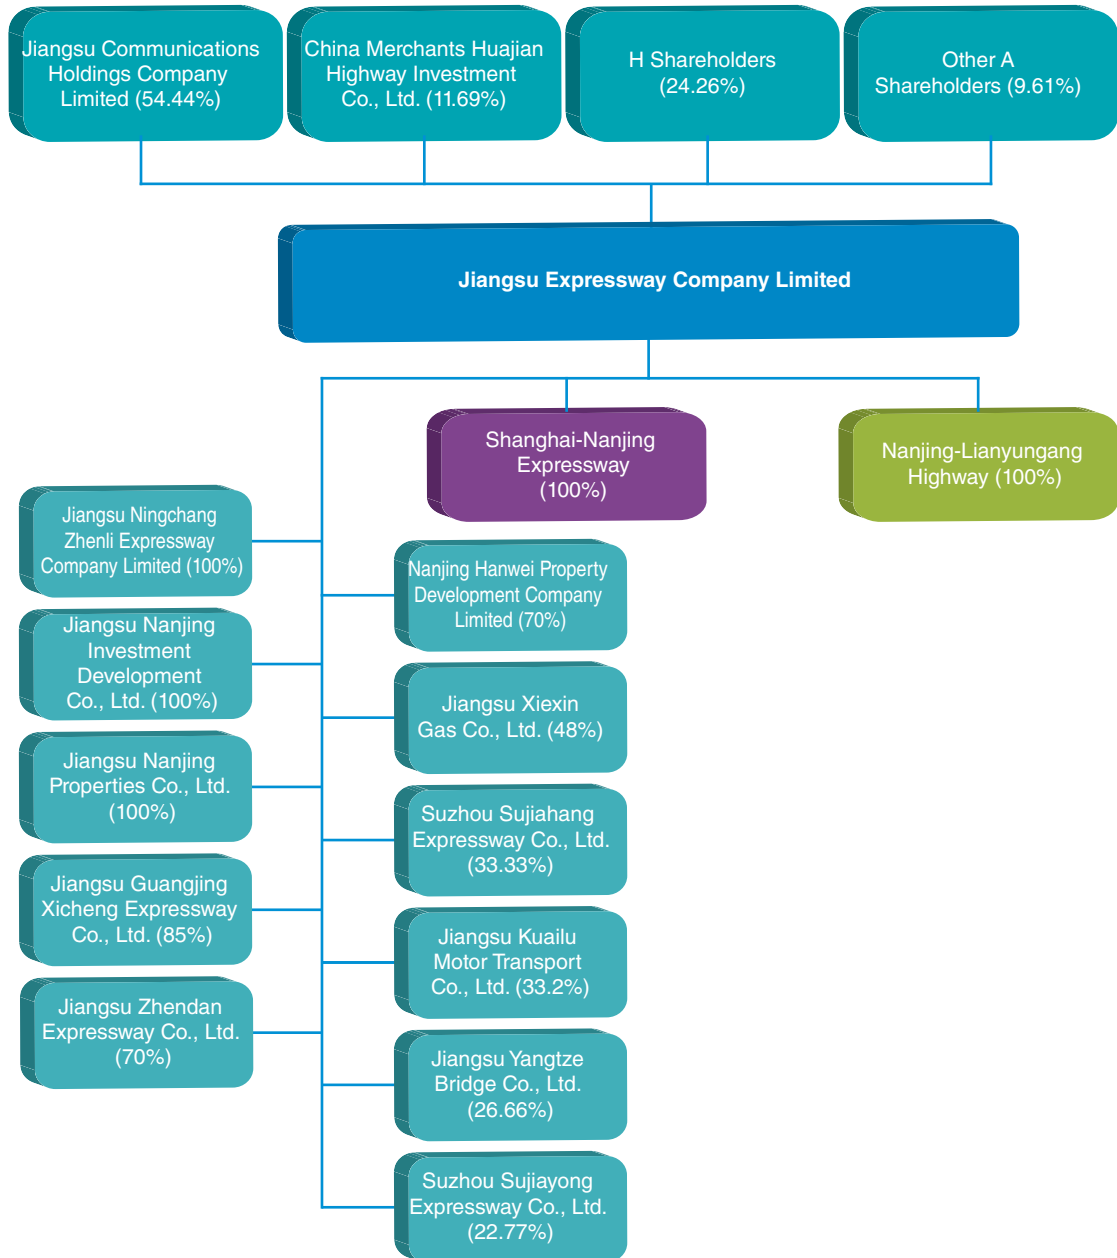 Jiangsu Communications
Holdings Company
Limited (54.44%)
China Merchants Huajian
Highway Investment
Co., Ltd. (11.69%)
H Shareholders
(24.26%)
Other A
Shareholders (9.61%)
Jiangsu Expressway Company Limited
Shanghai-Nanjing
Expressway
(100%)
Nanjing-Lianyungang
Highway (100%)
Jiangsu Ningchang
Zhenli Expressway
Company Limited (100%)
Jiangsu Nanjing
Investment
Development
Co., Ltd. (100%)
Jiangsu Nanjing
Properties Co., Ltd.
(100%)
Jiangsu Guangjing
Xicheng Expressway
Co., Ltd. (85%)
Jiangsu Zhendan
Expressway Co., Ltd.
(70%)
Nanjing Hanwei Property
Development Company
Limited (70%)
Jiangsu Xiexin
Gas Co., Ltd. (48%)
Suzhou Sujiahang
Expressway Co., Ltd.
(33.33%)
Jiangsu Kuailu
Motor Transport
Co., Ltd. (33.2%)
Jiangsu Yangtze
Bridge Co., Ltd.
(26.66%)
Suzhou Sujiayong
Expressway Co., Ltd.
(22.77%)